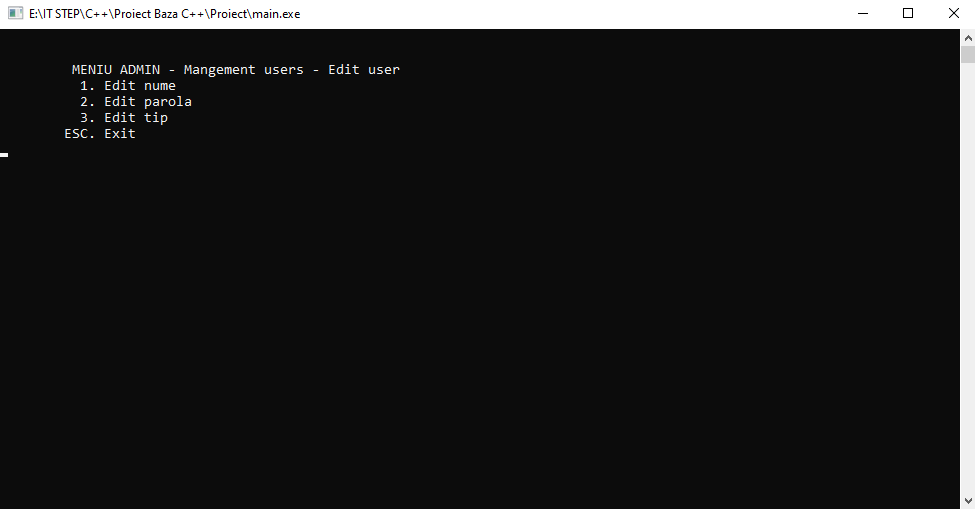 E:\IT STEP\C++\Proiect Baza C++\Proiect\main.exe
MENIU ADMIN - Mangement users - Edit user
1. Edit nume
2. Edit parola
3. Edit tip
ESC. Exit